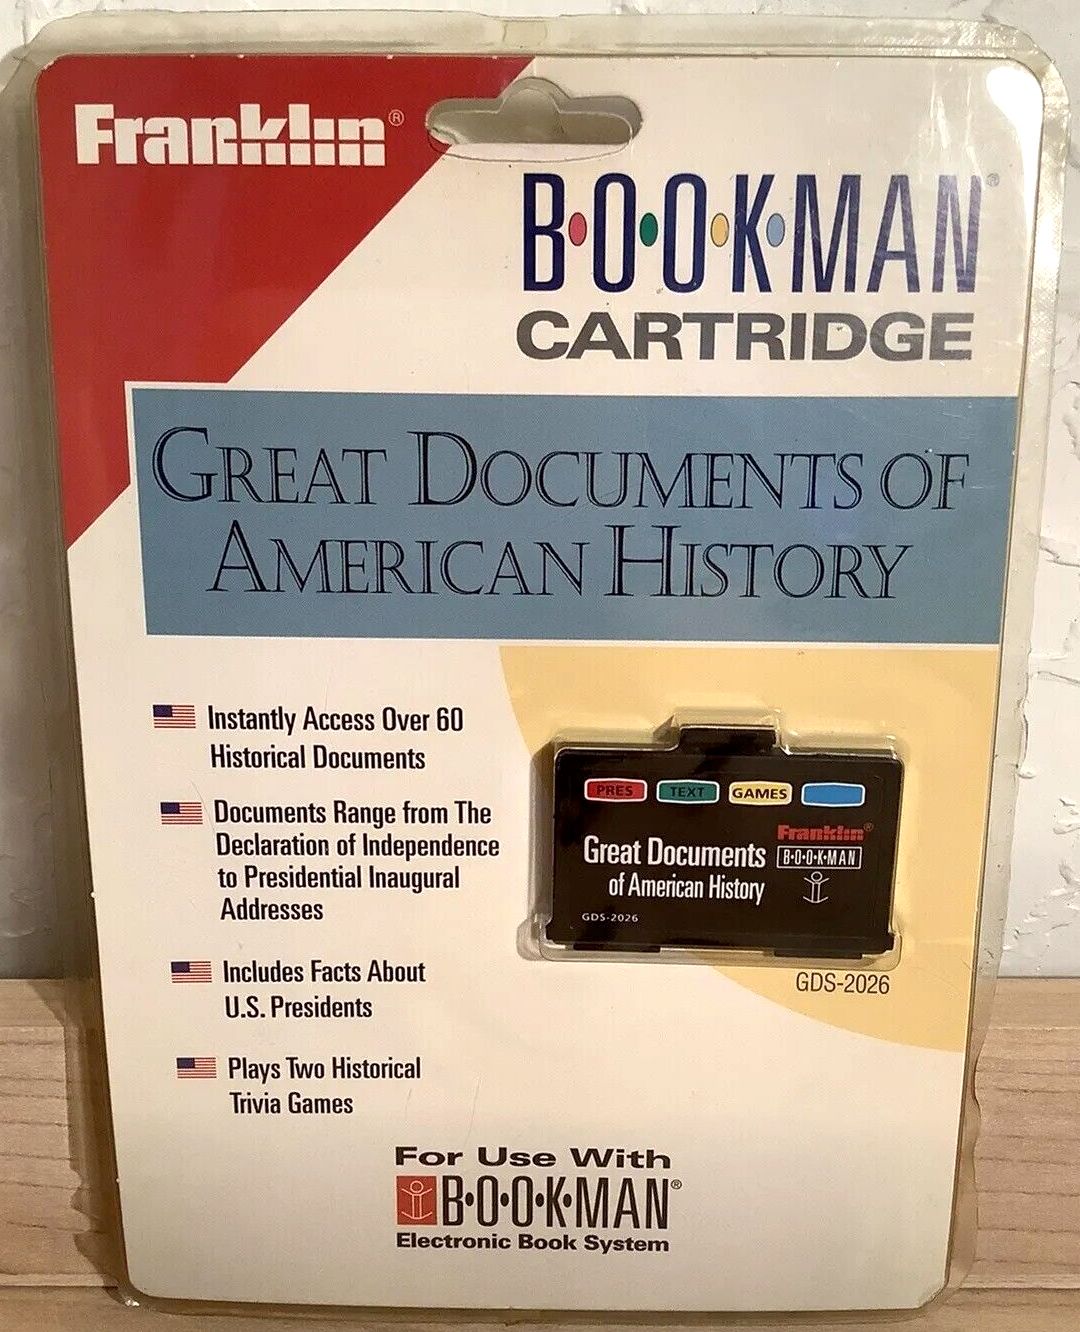 Franklin®
B•O•O•K•MAN®
CARTRIDGE
GREAT DOCUMENTS OF
AMERICAN HISTORY
Instantly Access Over 60
Historical Documents
Documents Range from The
Declaration of Independence
to Presidential Inaugural
Addresses
Includes Facts About
U.S. Presidents
Plays Two Historical
Trivia Games
PRES TEXT GAMES
Franklin®
B•O•O•K•MAN
Great Documents
of American History
GDS-2026
GDS-2026
For Use With
B•O•O•K•MAN®
Electronic Book System